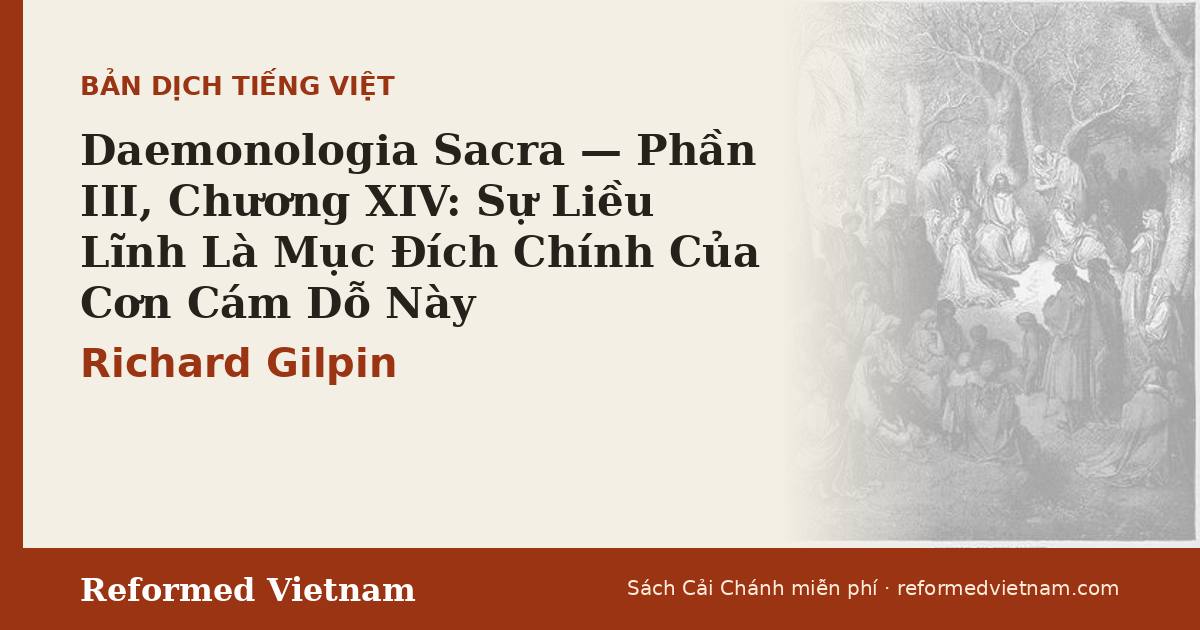 BẢN DỊCH TIẾNG VIỆT
Daemonologia Sacra — Phần
III, Chương XIV: Sự Liều
Lĩnh Là Mục Đích Chính Của
Cơn Cám Dỗ Này
Richard Gilpin
Reformed Vietnam
Sách Cải Chánh miễn phí · reformedvietnam.com